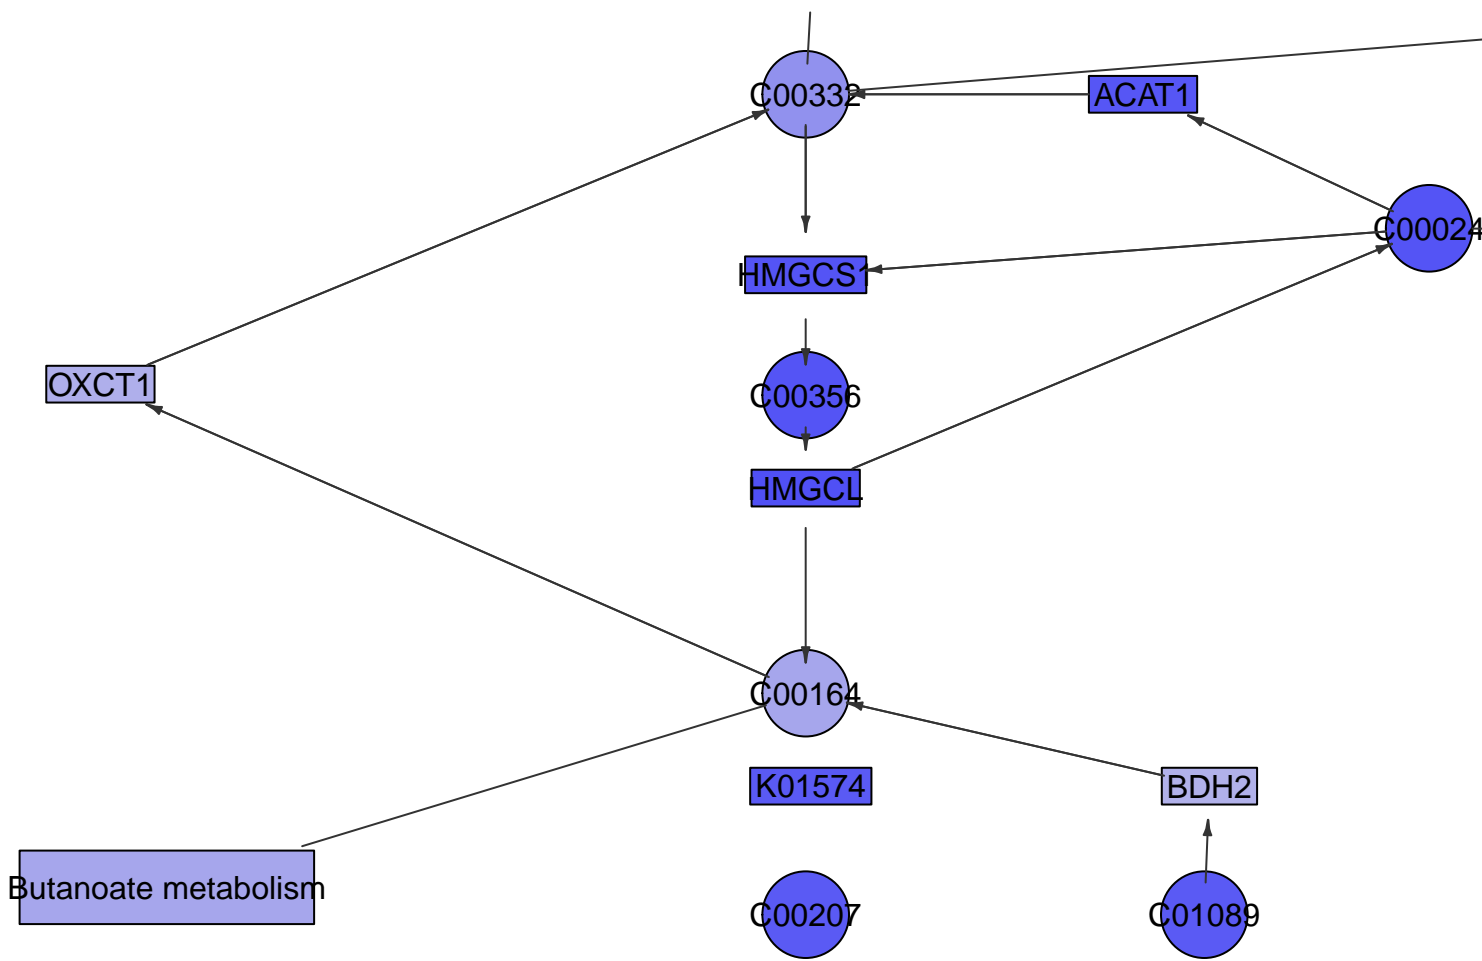 C00332
ACAT1
C00024
HMGCS1
OXCT1
C00356
HMGCL
C00164
K01574
BDH2
Butanoate metabolism
C00207
C01089